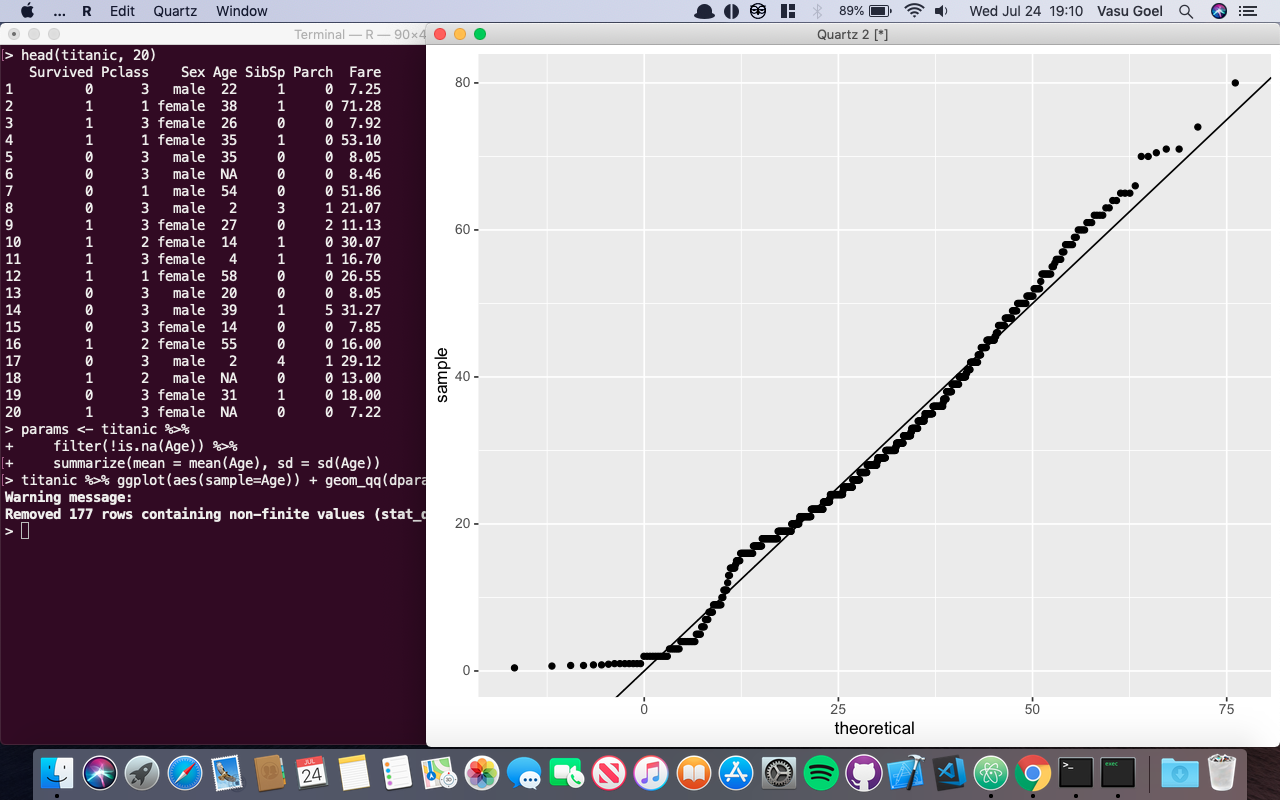 ... R Edit Quartz Window 89% Wed Jul 24 19:10 Vasu Goel
Terminal — R — 90×4
> head(titanic, 20)
Survived Pclass Sex Age SibSp Parch Fare
1 0 3 male 22 1 0 7.25
2 1 1 female 38 1 0 71.28
3 1 3 female 26 0 0 7.92
4 1 1 female 35 1 0 53.10
5 0 3 male 35 0 0 8.05
6 0 3 male NA 0 0 8.46
7 0 1 male 54 0 0 51.86
8 0 3 male 2 3 1 21.07
9 1 3 female 27 0 2 11.13
10 1 2 female 14 1 0 30.07
11 1 3 female 4 1 1 16.70
12 1 1 female 58 0 0 26.55
13 0 3 male 20 0 0 8.05
14 0 3 male 39 1 5 31.27
15 0 3 female 14 0 0 7.85
16 1 2 female 55 0 0 16.00
17 0 3 male 2 4 1 29.12
18 1 2 male NA 0 0 13.00
19 0 3 female 31 1 0 18.00
20 1 3 female NA 0 0 7.22
> params <- titanic %>%
+ filter(!is.na(Age)) %>%
+ summarize(mean = mean(Age), sd = sd(Age))
> titanic %>% ggplot(aes(sample=Age)) + geom_qq(dpara
Warning message:
Removed 177 rows containing non-finite values (stat_q
>
Quartz 2 [*]
80
60
40
20
0
sample
0 25 50 75
theoretical
JUL
24
>_
exec